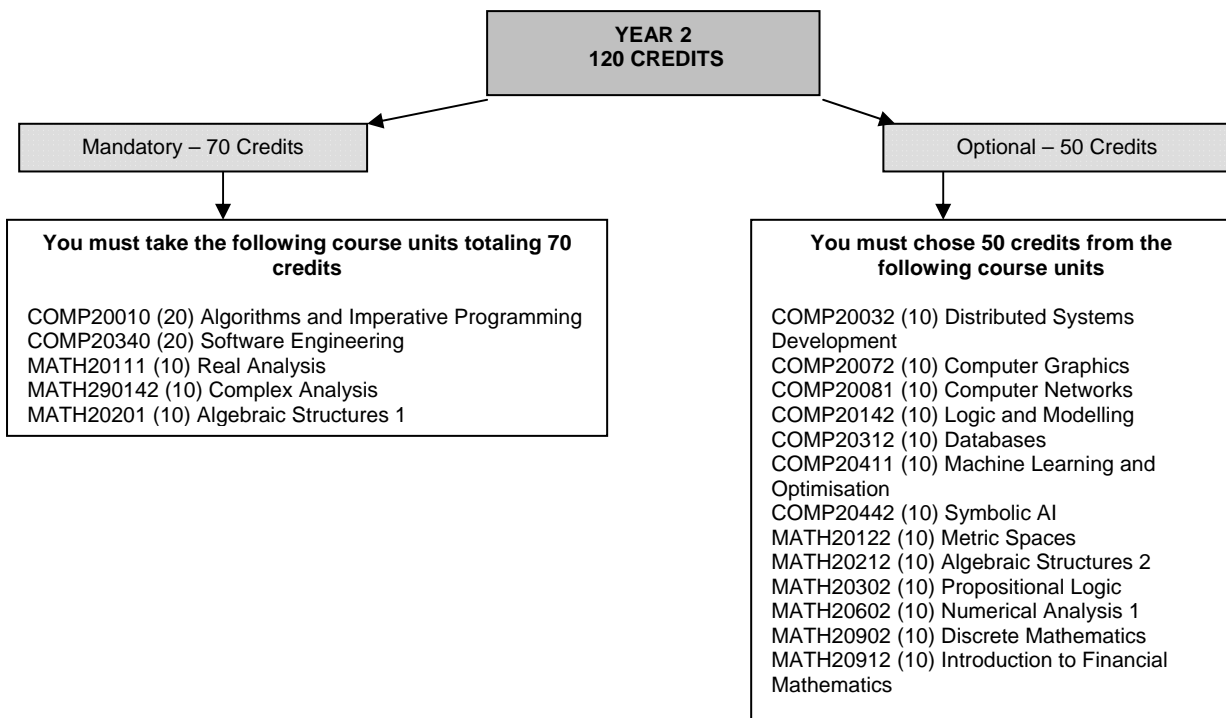 YEAR 2
120 CREDITS
Mandatory – 70 Credits
Optional – 50 Credits
You must take the following course units totaling 70
credits
COMP20010 (20) Algorithms and Imperative Programming
COMP20340 (20) Software Engineering
MATH20111 (10) Real Analysis
MATH290142 (10) Complex Analysis
MATH20201 (10) Algebraic Structures 1
You must chose 50 credits from the
following course units
COMP20032 (10) Distributed Systems
Development
COMP20072 (10) Computer Graphics
COMP20081 (10) Computer Networks
COMP20142 (10) Logic and Modelling
COMP20312 (10) Databases
COMP20411 (10) Machine Learning and
Optimisation
COMP20442 (10) Symbolic AI
MATH20122 (10) Metric Spaces
MATH20212 (10) Algebraic Structures 2
MATH20302 (10) Propositional Logic
MATH20602 (10) Numerical Analysis 1
MATH20902 (10) Discrete Mathematics
MATH20912 (10) Introduction to Financial
Mathematics